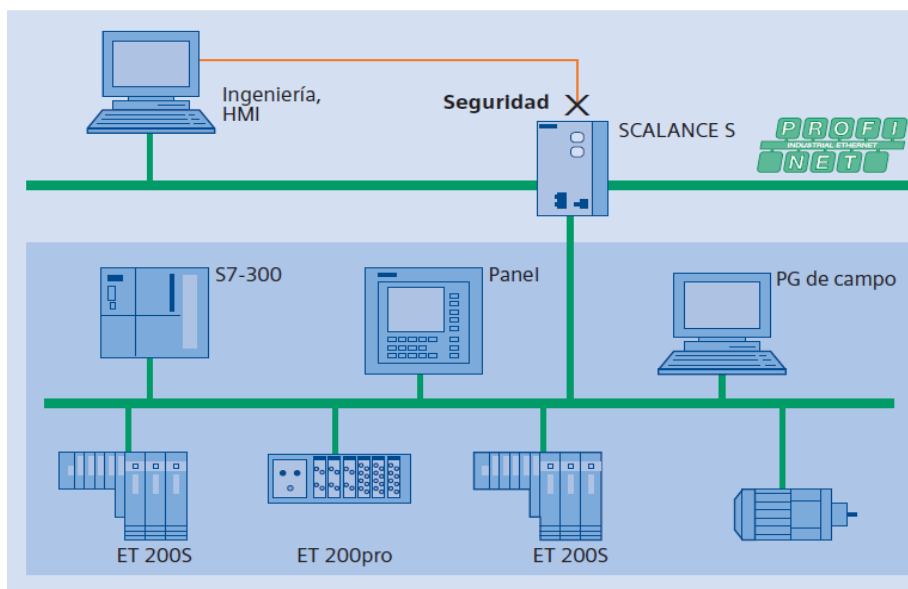 Ingeniería,
HMI
Seguridad
SCALANCE S
PROFI
INDUSTRIAL ETHERNET
NET
S7-300
Panel
PG de campo
ET 200S
ET 200pro
ET 200S